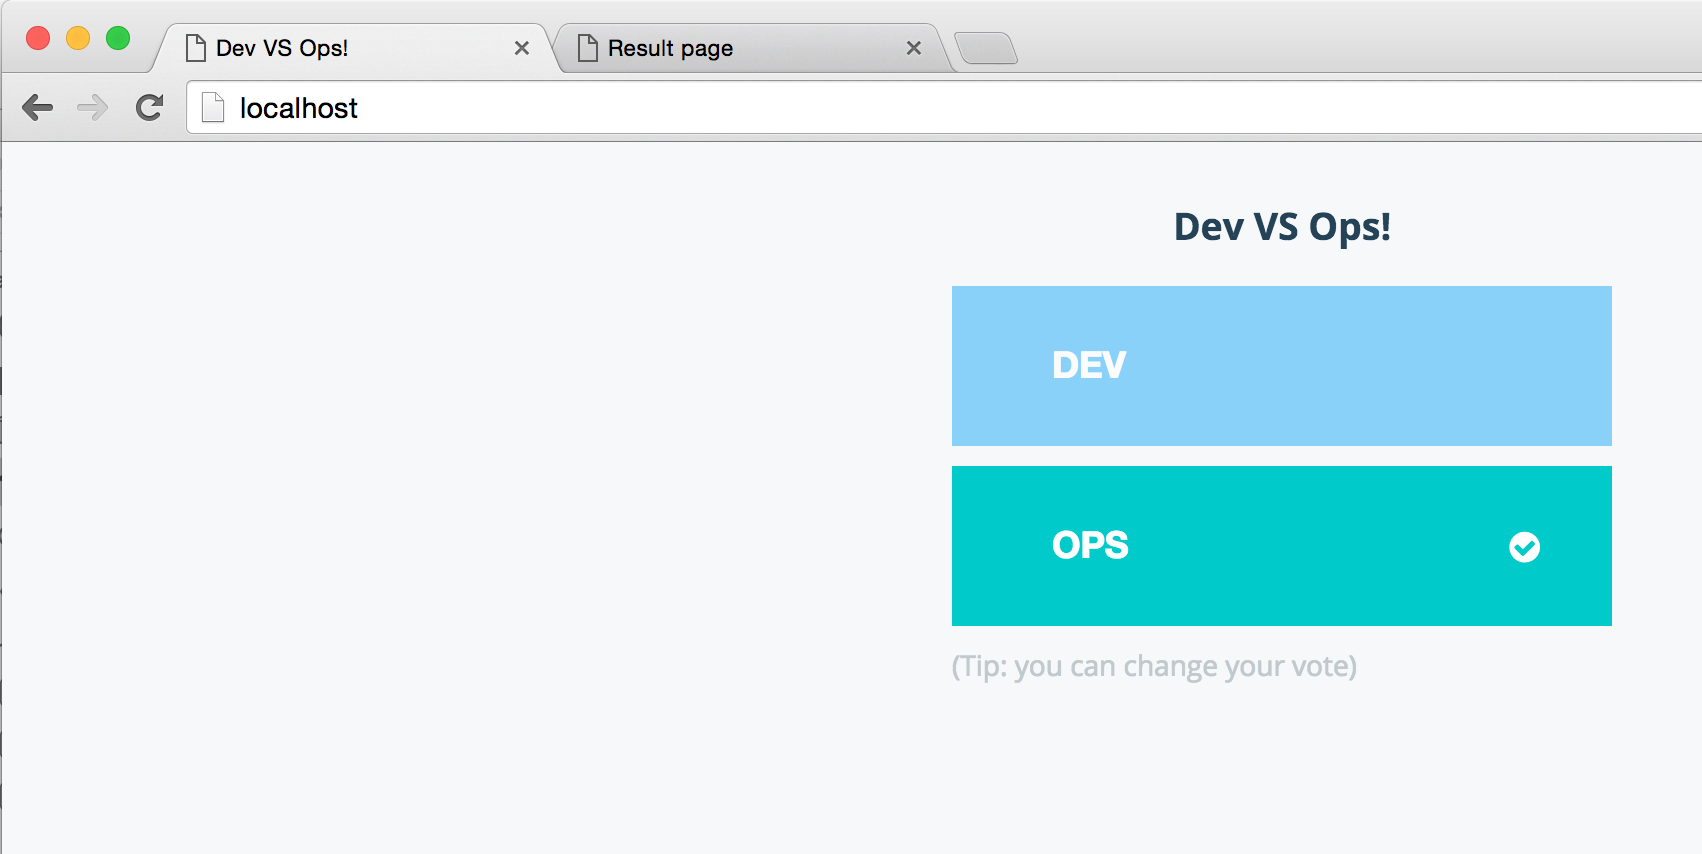 Dev VS Ops!
Result page
localhost
Dev VS Ops!
DEV
OPS
(Tip: you can change your vote)